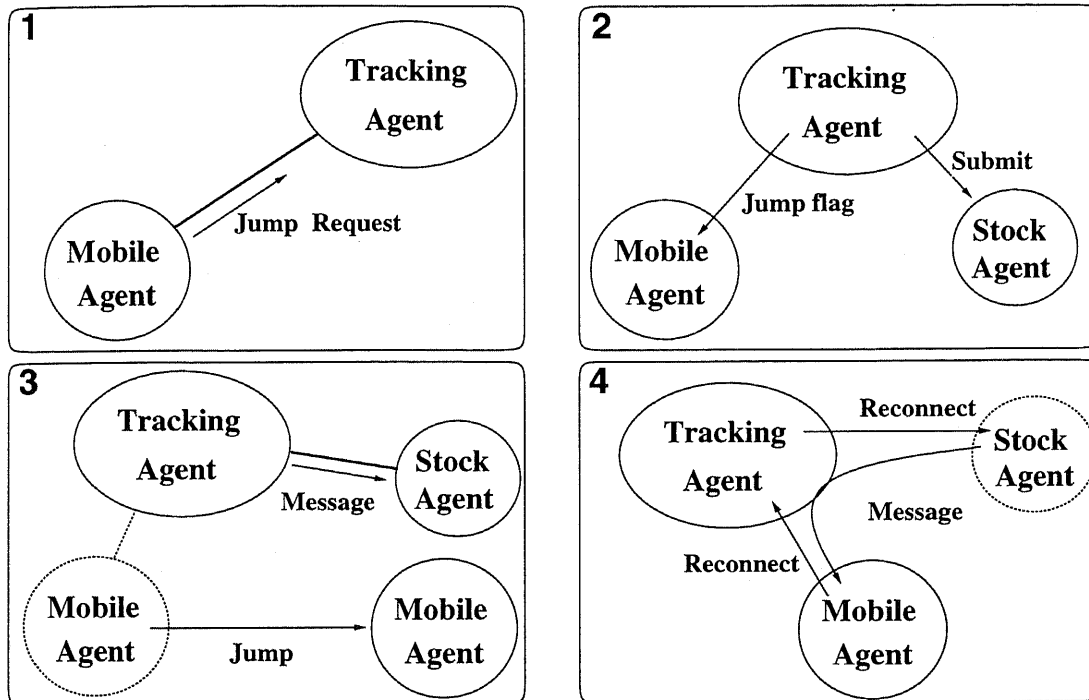 1
Tracking
Agent
Jump Request
Mobile
Agent
2
Tracking
Agent
Submit
Jump flag
Mobile
Agent
Stock
Agent
3
Tracking
Agent
Stock
Agent
Message
Mobile
Agent
Jump
Mobile
Agent
4
Tracking
Agent
Reconnect
Stock
Agent
Message
Reconnect
Mobile
Agent